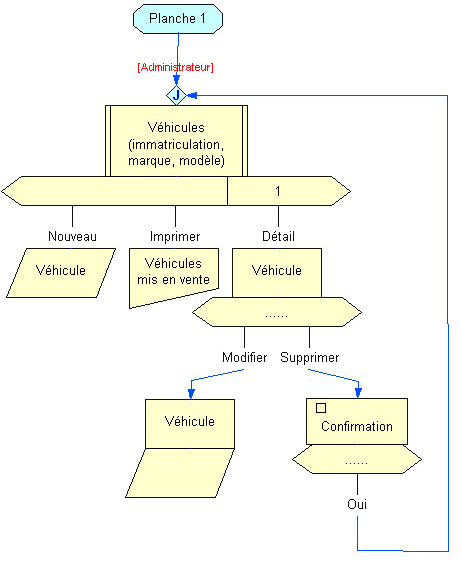 Planche 1
[Administrateur]
J
Véhicules
(immatriculation,
marque, modèle)
1
Nouveau
Imprimer
Détail
Véhicule
Véhicules
mis en vente
Véhicule
......
Modifier
Supprimer
Véhicule
Confirmation
......
Oui